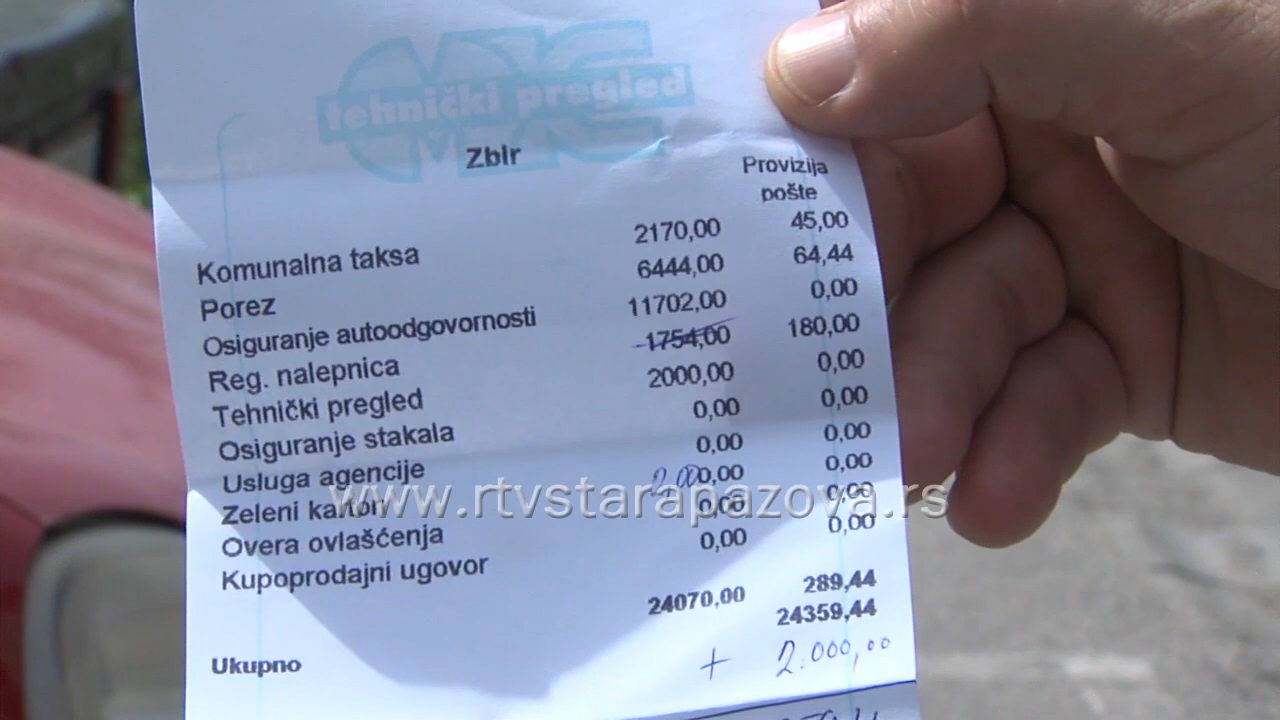 tehnički pregled
Zbir
Provizija
pošte
Komunalna taksa 2170,00 45,00
Porez 6444,00 64,44
Osiguranje autoodgovornosti 11702,00 0,00
Reg. nalepnica 1754,00 180,00
Tehnički pregled 2000,00 0,00
Osiguranje stakala 0,00 0,00
Usluga agencije 0,00 0,00
Zeleni karton 2.000,00 0,00
Overa ovlašćenja 0,00 0,00
Kupoprodajni ugovor 0,00 0,00
www.rtvstarapazova.rs
24070,00 289,44
24359,44
Ukupno
+ 2.000,00